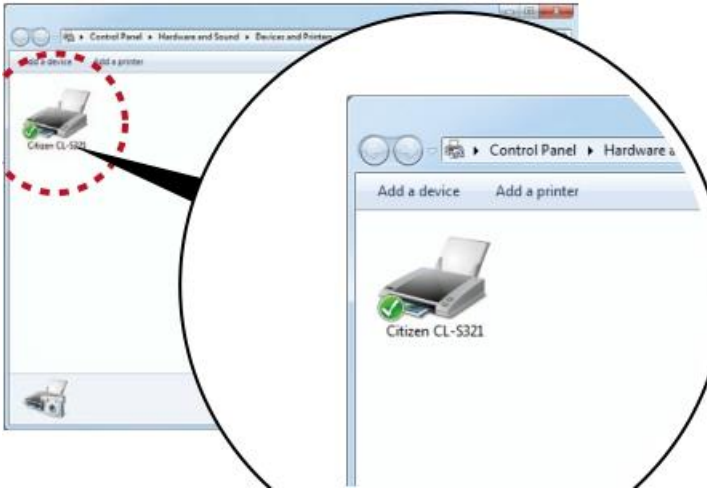 Control Panel ▸ Hardware and Sound ▸ Devices and Printers
Add a device Add a printer
Citizen CL-S321
Control Panel ▸ Hardware a
Add a device Add a printer
Citizen CL-S321